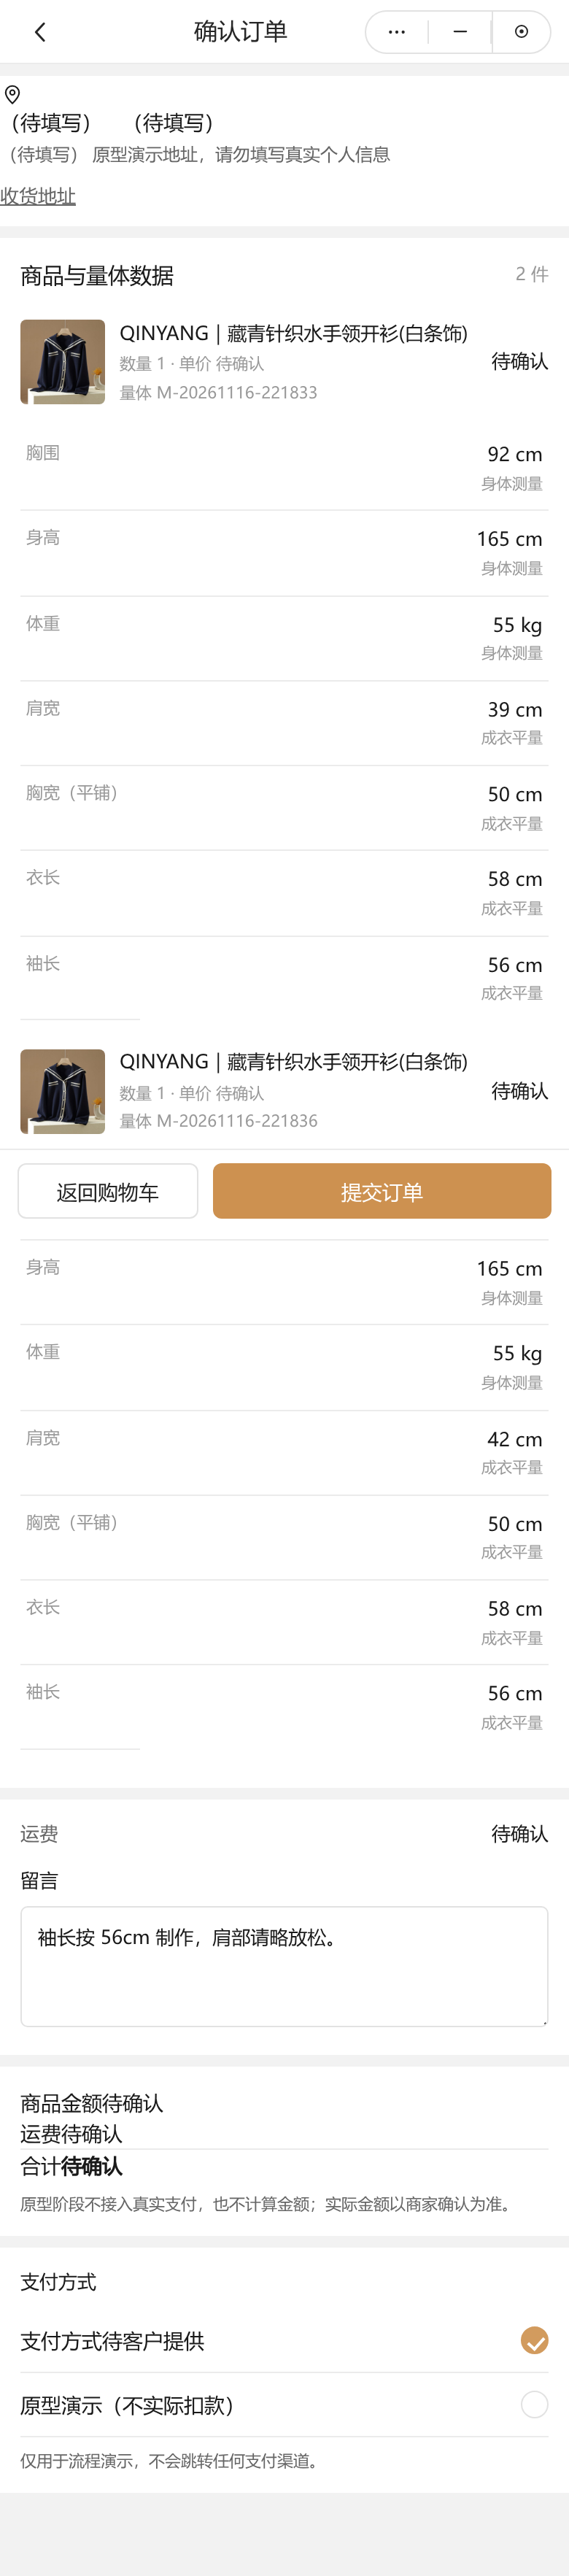 确认订单
（待填写） （待填写）
（待填写） 原型演示地址，请勿填写真实个人信息
收货地址
商品与量体数据 2 件
QINYANG｜藏青针织水手领开衫(白条饰)
数量 1 · 单价 待确认
待确认
量体 M-20261116-221833
胸围 92 cm
身体测量
身高 165 cm
身体测量
体重 55 kg
身体测量
肩宽 39 cm
成衣平量
胸宽（平铺） 50 cm
成衣平量
衣长 58 cm
成衣平量
袖长 56 cm
成衣平量
QINYANG｜藏青针织水手领开衫(白条饰)
数量 1 · 单价 待确认
待确认
量体 M-20261116-221836
返回购物车 提交订单
身高 165 cm
身体测量
体重 55 kg
身体测量
肩宽 42 cm
成衣平量
胸宽（平铺） 50 cm
成衣平量
衣长 58 cm
成衣平量
袖长 56 cm
成衣平量
运费 待确认
留言
袖长按 56cm 制作，肩部请略放松。
商品金额待确认
运费待确认
合计待确认
原型阶段不接入真实支付，也不计算金额；实际金额以商家确认为准。
支付方式
支付方式待客户提供
原型演示（不实际扣款）
仅用于流程演示，不会跳转任何支付渠道。